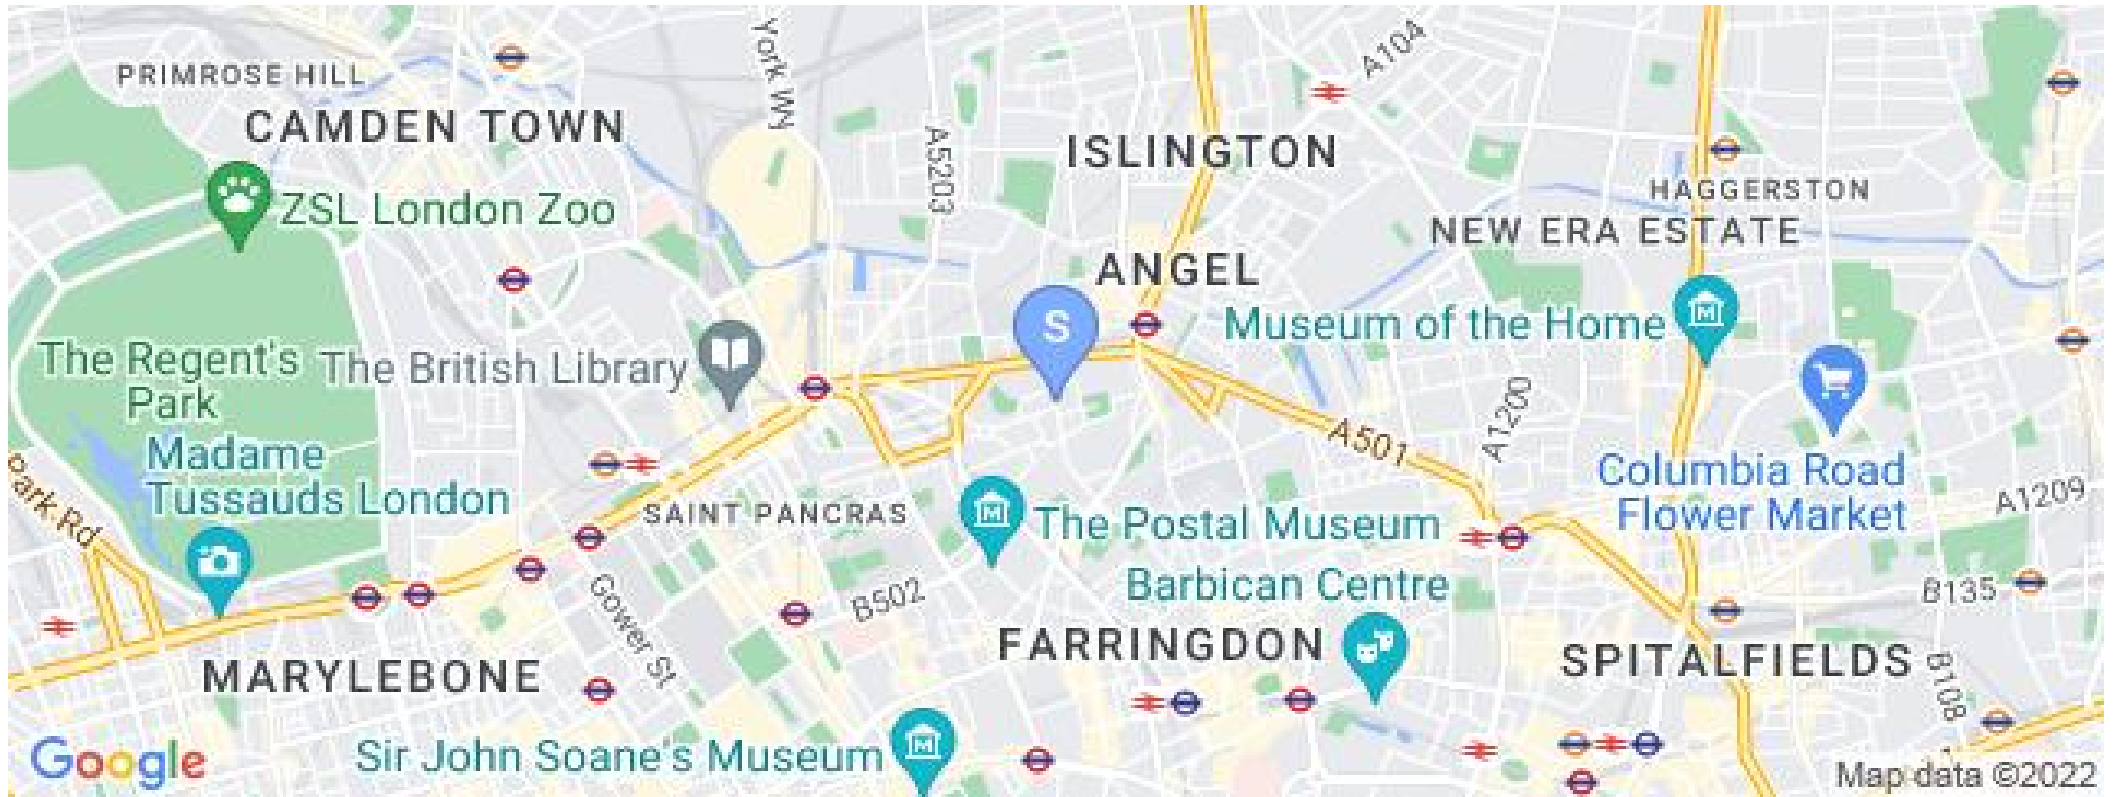 York Wy
A104
PRIMROSE HILL
CAMDEN TOWN
A5203
ISLINGTON
HAGGERSTON
ZSL London Zoo
NEW ERA ESTATE
ANGEL
S
Museum of the Home
The Regent's
Park
The British Library
A1200
A501
Madame
Tussauds London
Park Rd
Columbia Road
Flower Market
A1209
SAINT PANCRAS
The Postal Museum
Barbican Centre
Gower St
B502
B135
FARRINGDON
SPITALFIELDS
MARYLEBONE
B108
Sir John Soane's Museum
Google
Map data ©2022